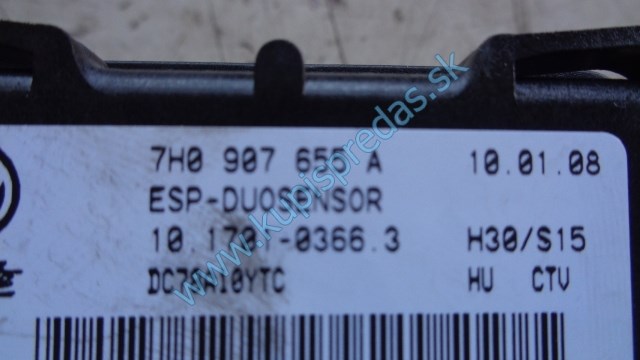 7H0 907 655 A 10.01.08
ESP-DUOSENSOR
10.1701-0366.3 H30/S15
HU CTV
www.kupispredas.sk